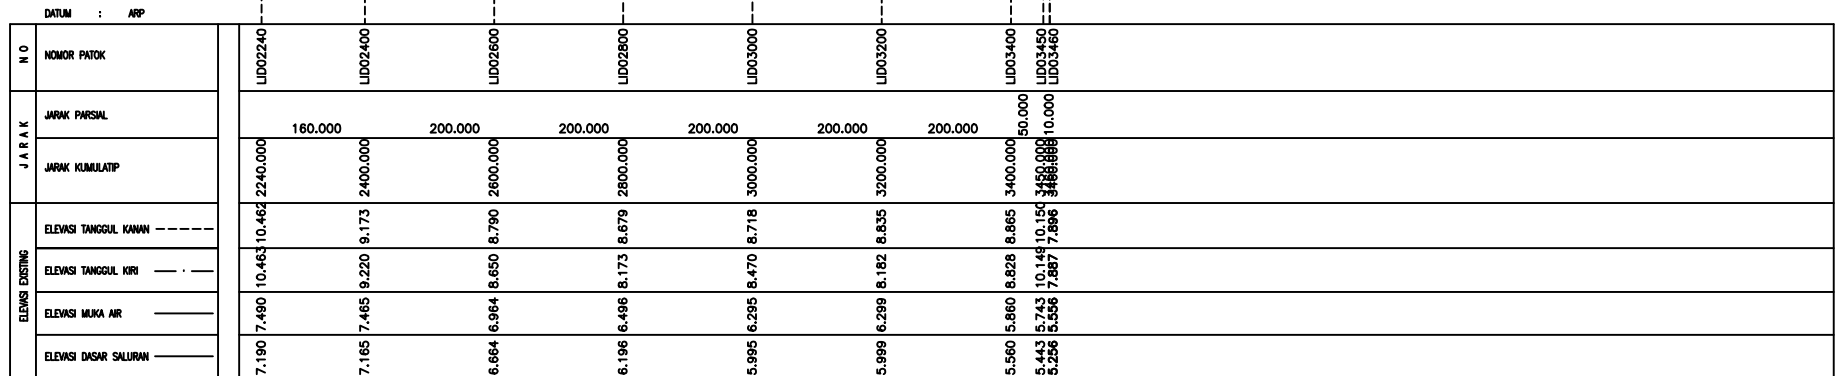 DATUM : ARP
NO
NOMOR PATOK LID02240 LID02400 LID02600 LID02800 LID03000 LID03200 LID03400 LID03450 LID03460
JARAK
JARAK PARSIAL 160.000 200.000 200.000 200.000 200.000 200.000 50.000 10.000
JARAK KUMULATIP 2240.000 2400.000 2600.000 2800.000 3000.000 3200.000 3400.000 3450.000
ELEVASI EXISTING
ELEVASI TANGGUL KANAN 10.462 9.173 8.790 8.679 8.718 8.835 8.865 10.150 7.896
ELEVASI TANGGUL KIRI 10.463 9.220 8.650 8.173 8.470 8.182 8.828 10.149 7.887
ELEVASI MUKA AIR 7.490 7.465 6.964 6.496 6.295 6.299 5.860 5.743 5.556
ELEVASI DASAR SALURAN 7.190 7.165 6.664 6.196 5.995 5.999 5.560 5.443 5.256